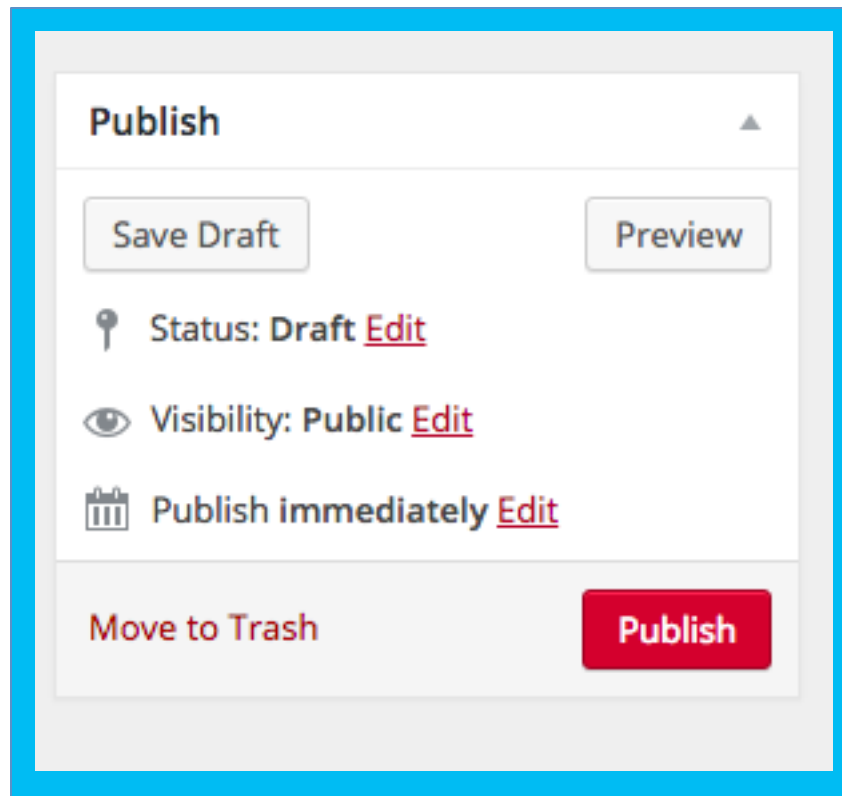 Publish
Save Draft Preview
Status: Draft Edit
Visibility: Public Edit
Publish immediately Edit
Move to Trash Publish